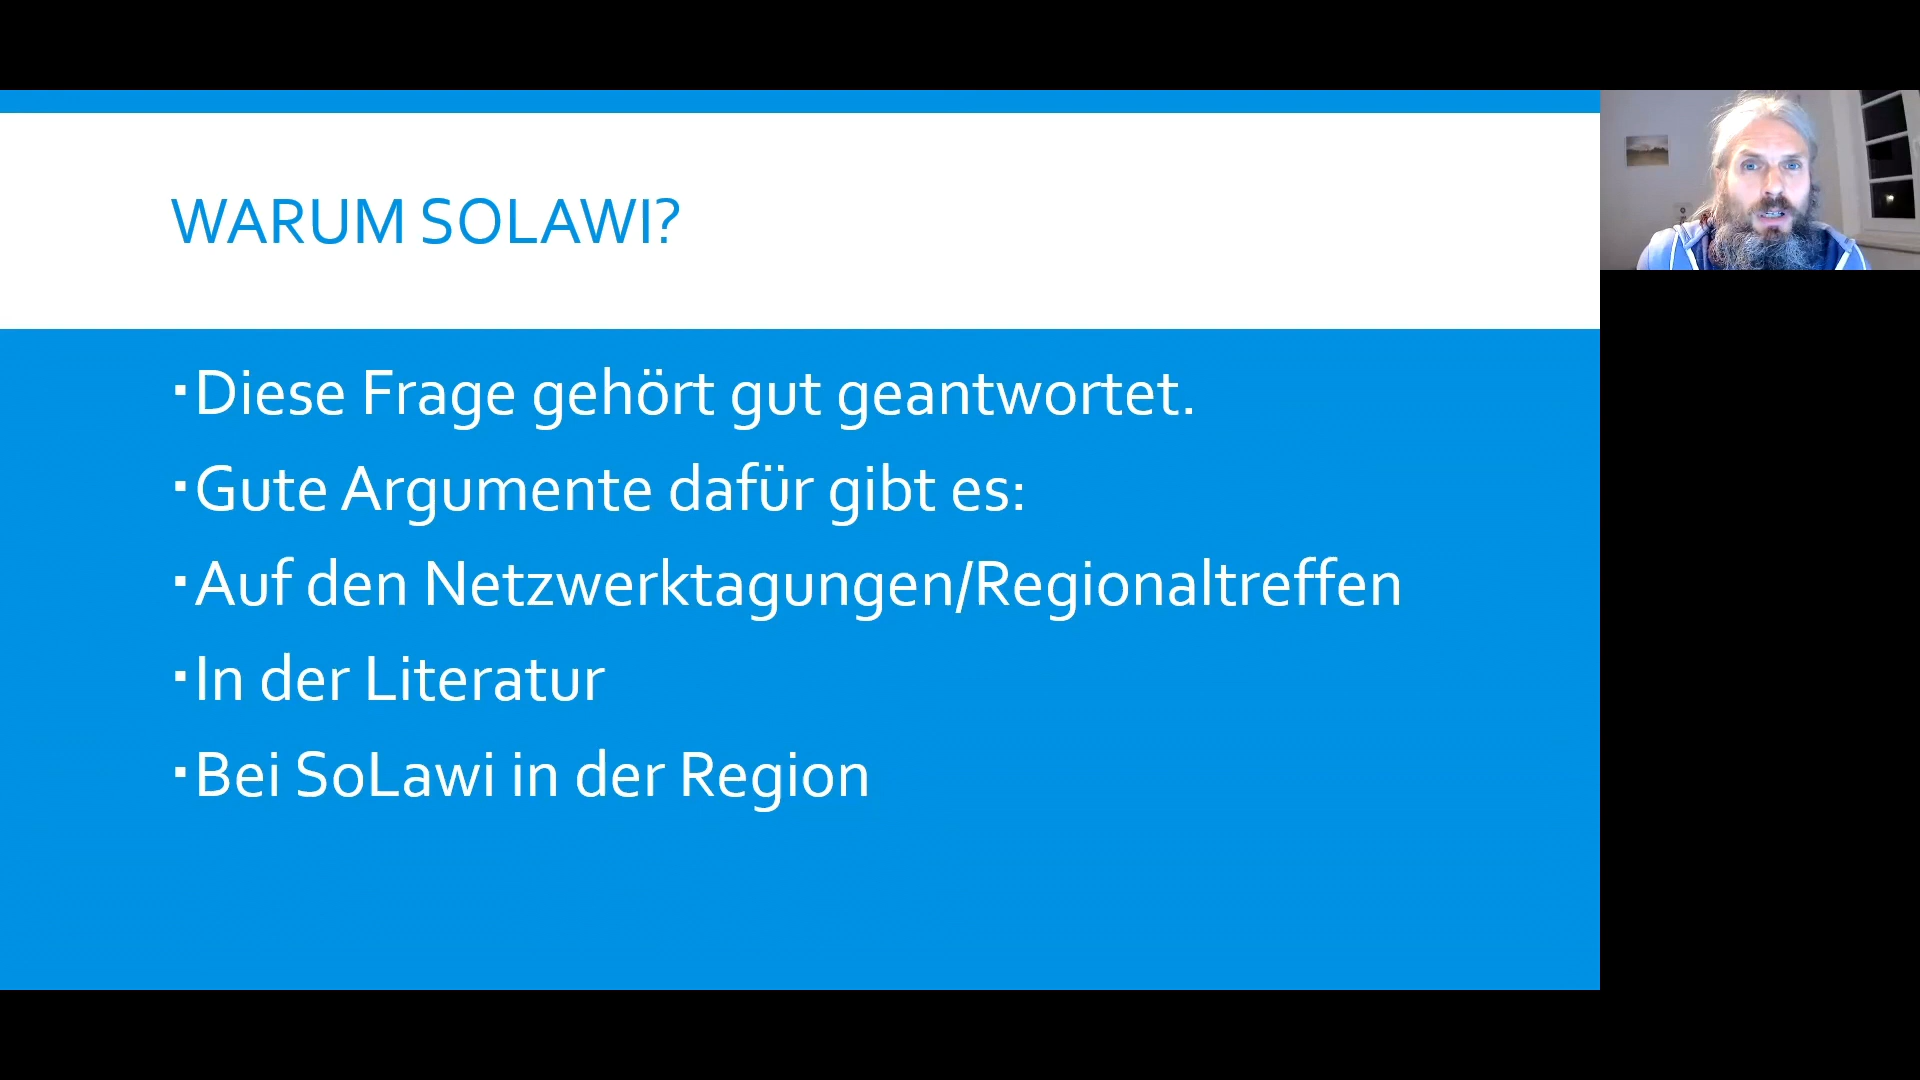 WARUM SOLAWI?
▪Diese Frage gehört gut geantwortet.
▪Gute Argumente dafür gibt es:
▪Auf den Netzwerktagungen/Regionaltreffen
▪In der Literatur
▪Bei SoLawi in der Region